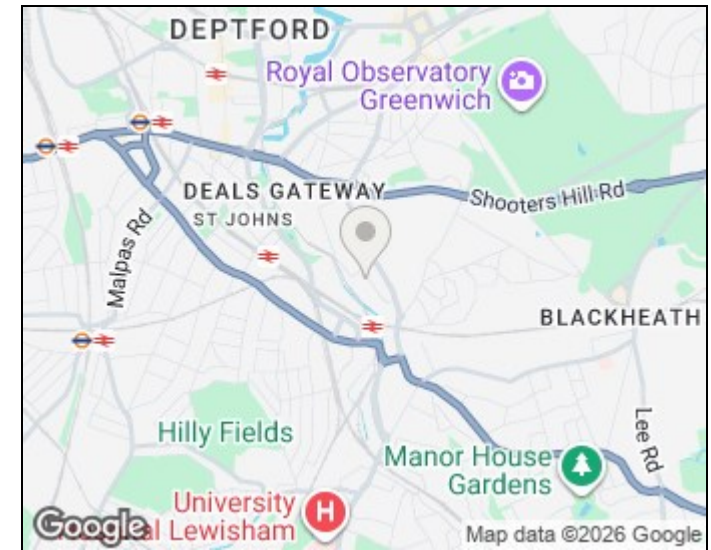 DEPTFORD
Royal Observatory
Greenwich
DEALS GATEWAY
ST JOHNS
Shooters Hill Rd
Malpas Rd
BLACKHEATH
Hilly Fields
Lee Rd
Manor House
Gardens
University
H
Lewisham
Google
Map data ©2026 Google